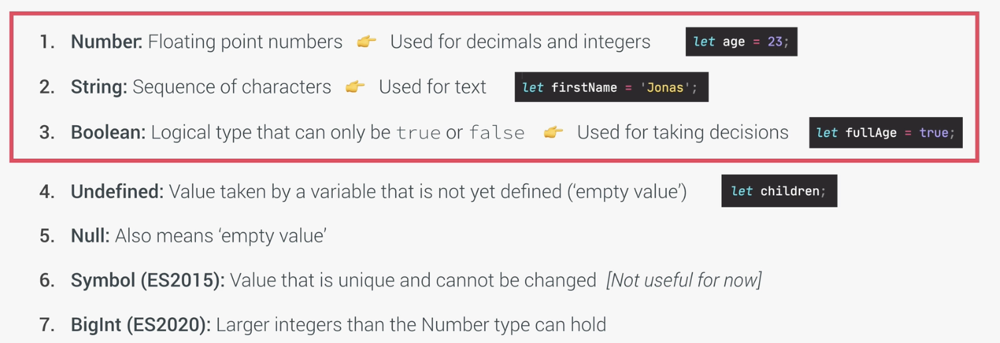 1. Number: Floating point numbers 👉 Used for decimals and integers let age = 23;
2. String: Sequence of characters 👉 Used for text let firstName = 'Jonas';
3. Boolean: Logical type that can only be true or false 👉 Used for taking decisions let fullAge = true;
4. Undefined: Value taken by a variable that is not yet defined (‘empty value’) let children;
5. Null: Also means ‘empty value’
6. Symbol (ES2015): Value that is unique and cannot be changed [Not useful for now]
7. BigInt (ES2020): Larger integers than the Number type can hold